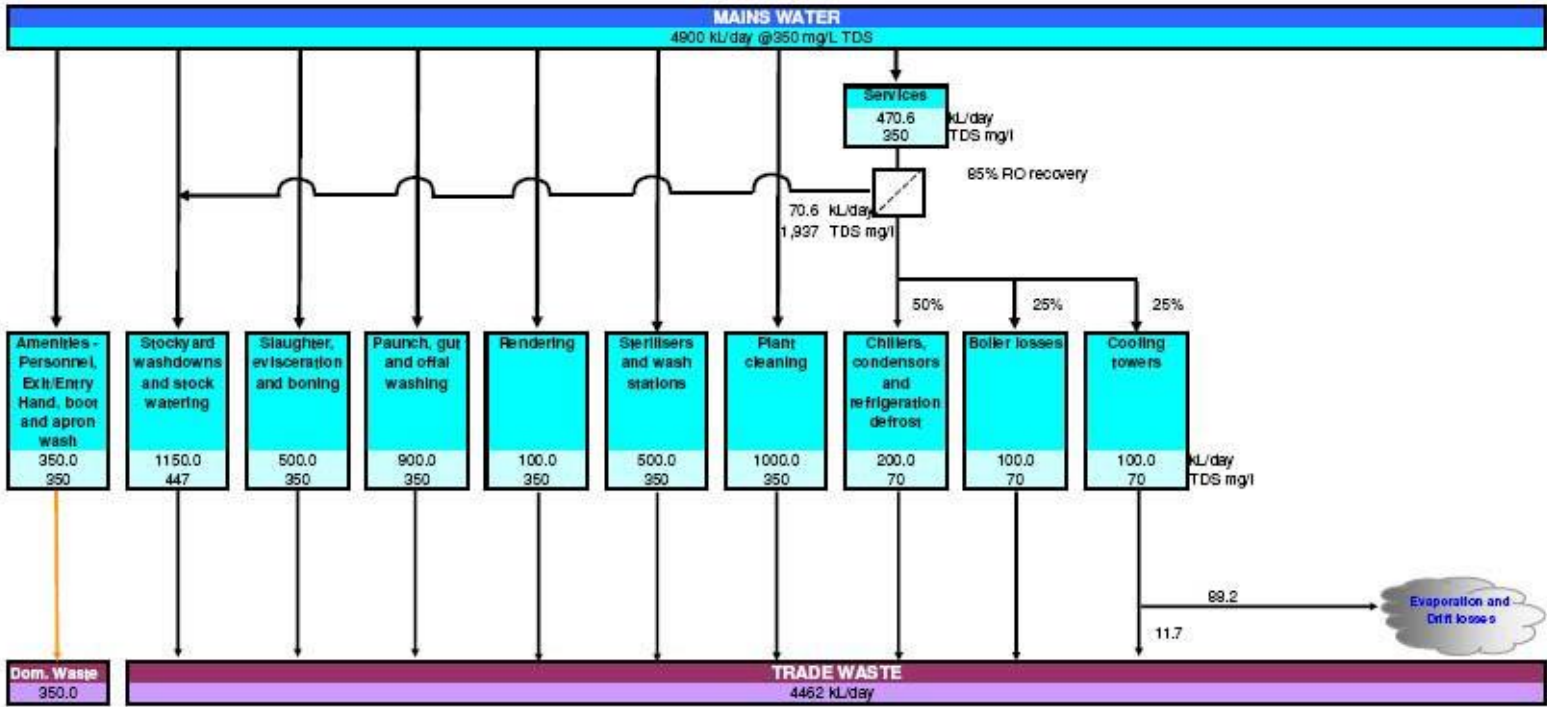 MAINS WATER
4900 kL/day @350 mg/L TDS
Services
470.6 kL/day
350 TDS mg/l
85% RO recovery
70.6 kL/day
1,937 TDS mg/l
50%
25%
25%
Amenities -
Personnel,
Exit/Entry
Hand, boot
and apron
wash
350.0
350
Stockyard
washdowns
and stock
watering
1150.0
447
Slaughter,
evisceration
and boning
500.0
350
Paunch, gut
and offal
washing
900.0
350
Rendering
100.0
350
Sterilisers
and wash
stations
500.0
350
Plant
cleaning
1000.0
350
Chillers,
condensors
and
refrigeration
defrost
200.0
70
Boiler losses
100.0
70
Cooling
towers
100.0 kL/day
70 TDS mg/l
88.2
Evaporation and
Drift losses
11.7
Dom. Waste
350.0
TRADE WASTE
4462 kL/day